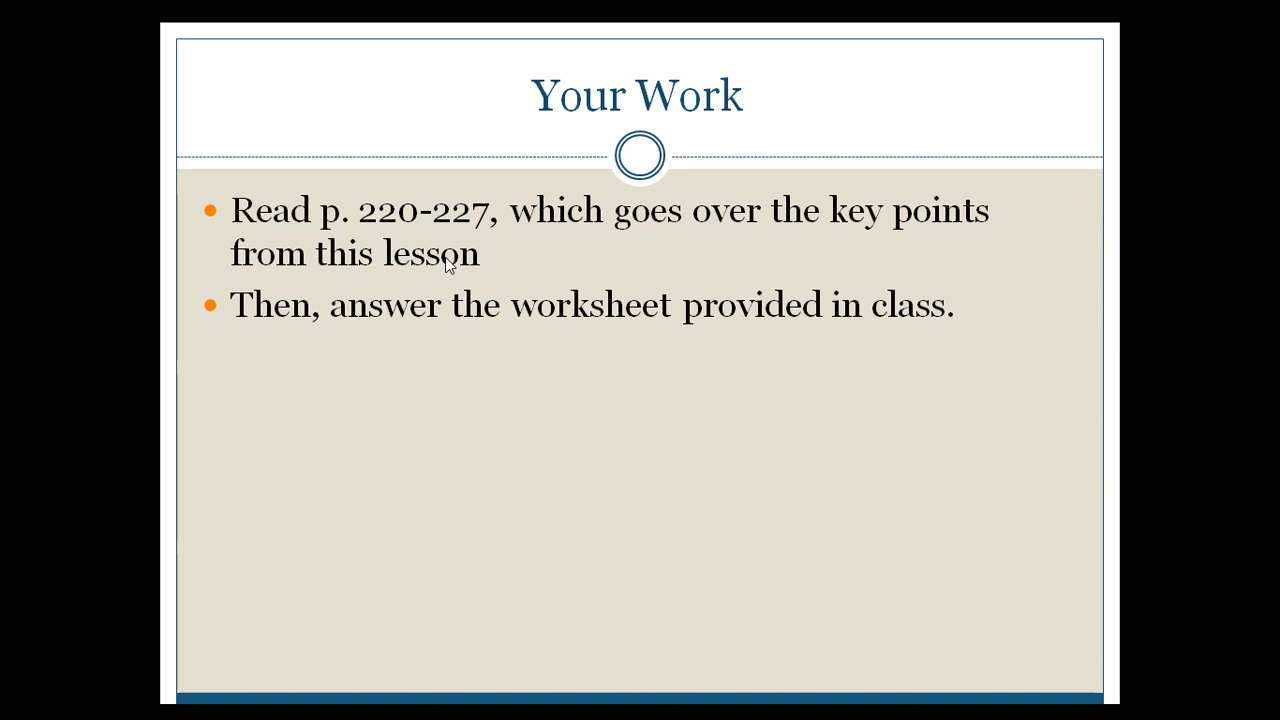 Your Work
Read p. 220-227, which goes over the key points
from this lesson
Then, answer the worksheet provided in class.